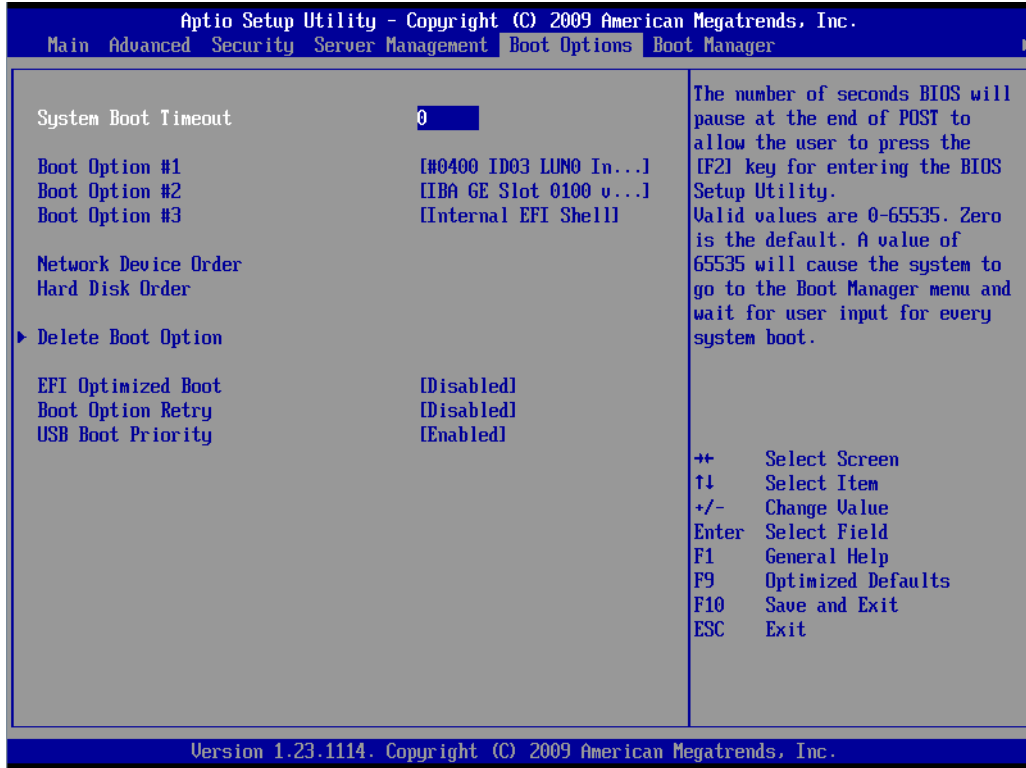 Aptio Setup Utility - Copyright (C) 2009 American Megatrends, Inc.
Main Advanced Security Server Management Boot Options Boot Manager
System Boot Timeout 0
Boot Option #1 [#0400 ID03 LUN0 In...]
Boot Option #2 [IBA GE Slot 0100 v...]
Boot Option #3 [Internal EFI Shell]
Network Device Order
Hard Disk Order
Delete Boot Option
EFI Optimized Boot [Disabled]
Boot Option Retry [Disabled]
USB Boot Priority [Enabled]
The number of seconds BIOS will
pause at the end of POST to
allow the user to press the
[F2] key for entering the BIOS
Setup Utility.
Valid values are 0-65535. Zero
is the default. A value of
65535 will cause the system to
go to the Boot Manager menu and
wait for user input for every
system boot.
→← Select Screen
↑↓ Select Item
+/- Change Value
Enter Select Field
F1 General Help
F9 Optimized Defaults
F10 Save and Exit
ESC Exit
Version 1.23.1114. Copyright (C) 2009 American Megatrends, Inc.